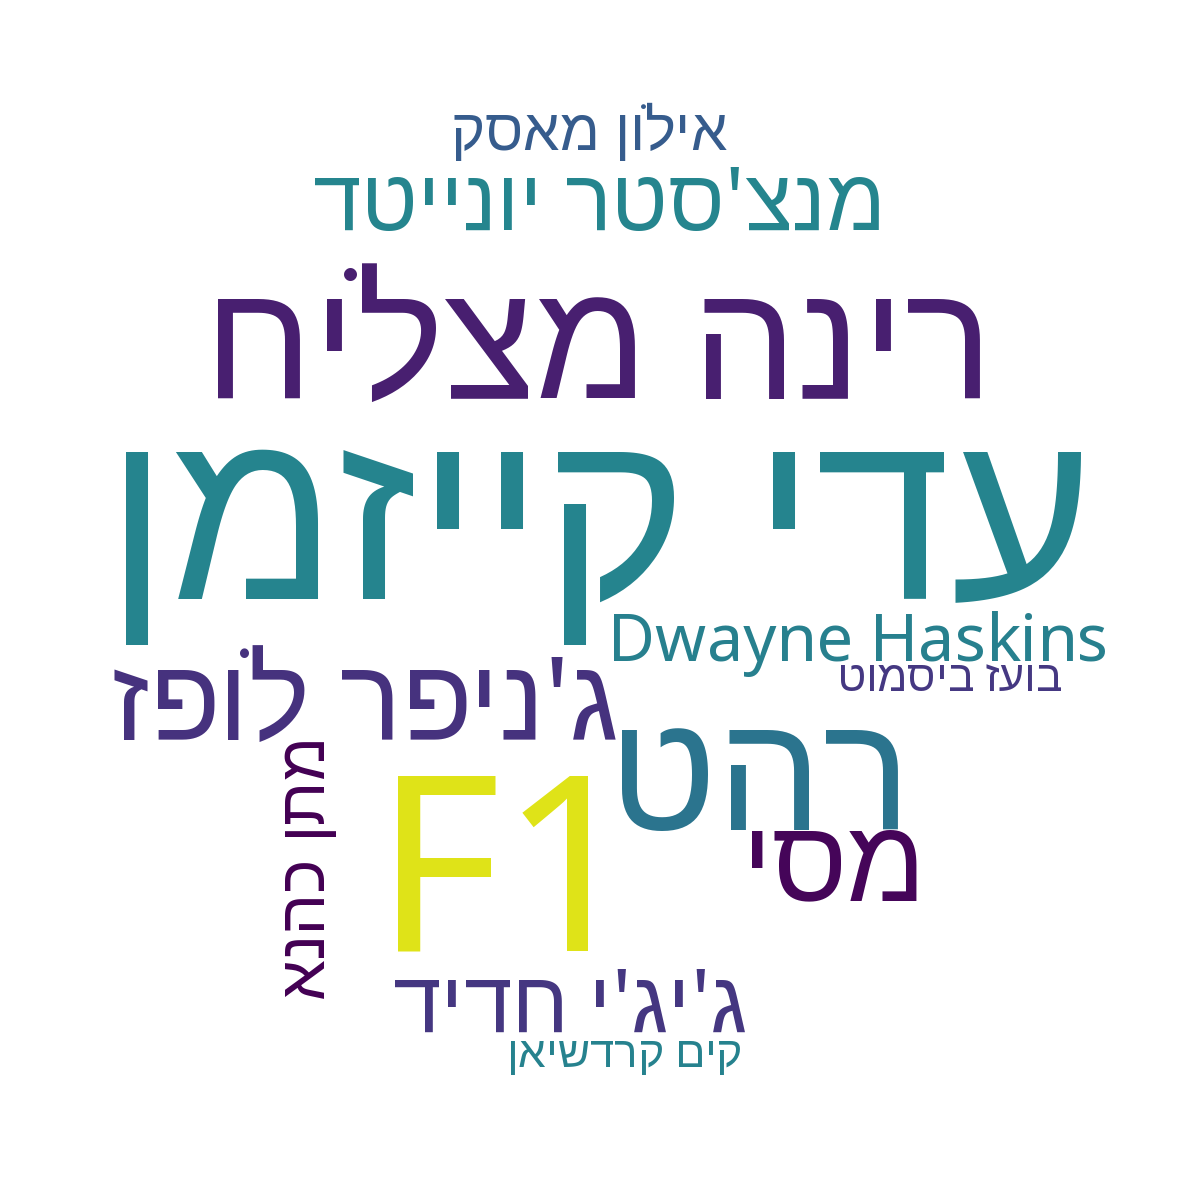 אילון מאסק
מנצ'סטר יונייטד
רינה מצליח
עדי קייזמן
Dwayne Haskins
בועז ביסמוט
ג'ניפר לופז
רהט
מתן כהנא
F1
מסי
ג'יג'י חדיד
קים קרדשיאן